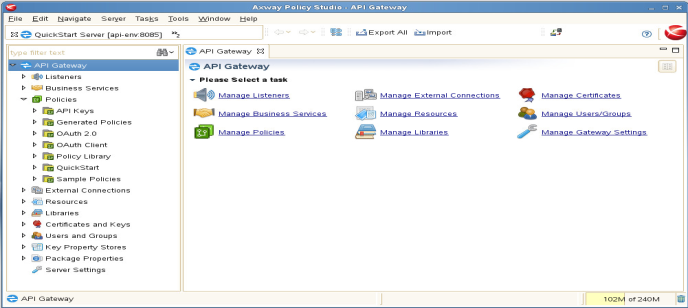 Axway Policy Studio : API Gateway
File Edit Navigate Server Tasks Tools Window Help
QuickStart Server [api-env:8085]
Export All Import
type filter text
API Gateway
Listeners
Business Services
Policies
API Keys
Generated Policies
OAuth 2.0
OAuth Client
Policy Library
QuickStart
Sample Policies
External Connections
Resources
Libraries
Certificates and Keys
Users and Groups
Key Property Stores
Package Properties
Server Settings
API Gateway
API Gateway
Please Select a task
Manage Listeners Manage External Connections Manage Certificates
Manage Business Services Manage Resources Manage Users/Groups
Manage Policies Manage Libraries Manage Gateway Settings
API Gateway 102M of 240M